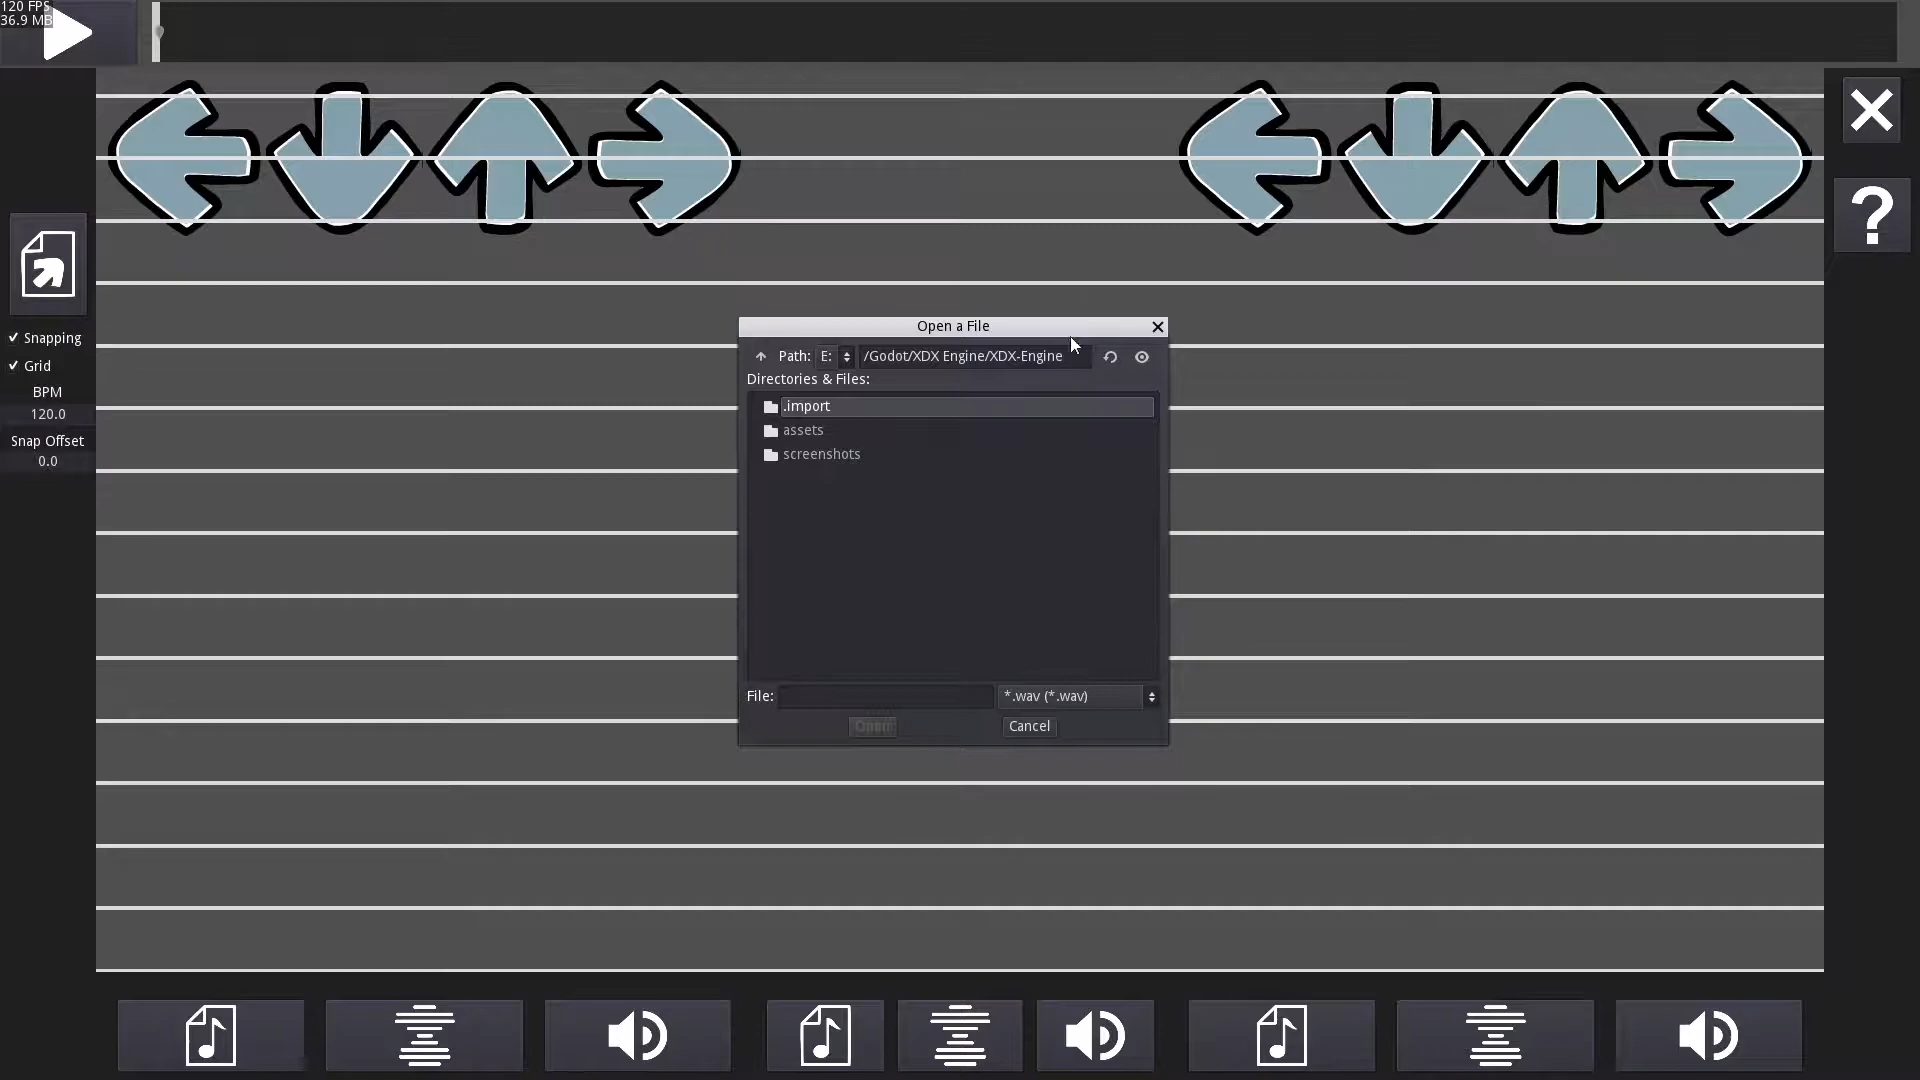 120 FPS
36.9 MB
Snapping
Grid
BPM
120.0
Snap Offset
0.0
Open a File
Path: E: /Godot/XDX Engine/XDX-Engine
Directories & Files:
.import
assets
screenshots
File: *.wav (*.wav)
Open
Cancel